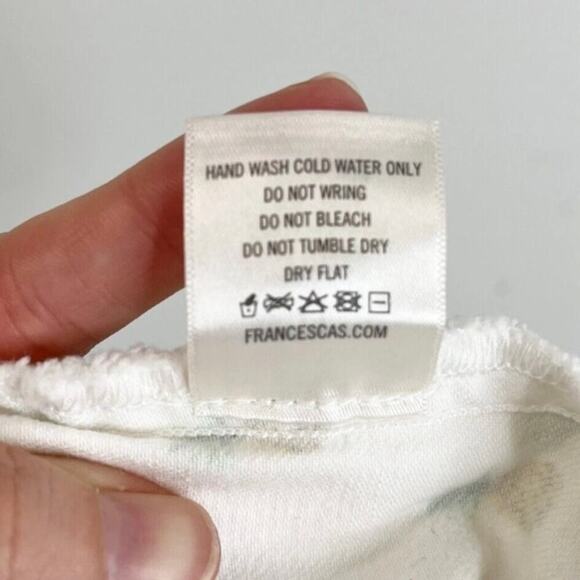 HAND WASH COLD WATER ONLY
DO NOT WRING
DO NOT BLEACH
DO NOT TUMBLE DRY
DRY FLAT
FRANCESCAS.COM